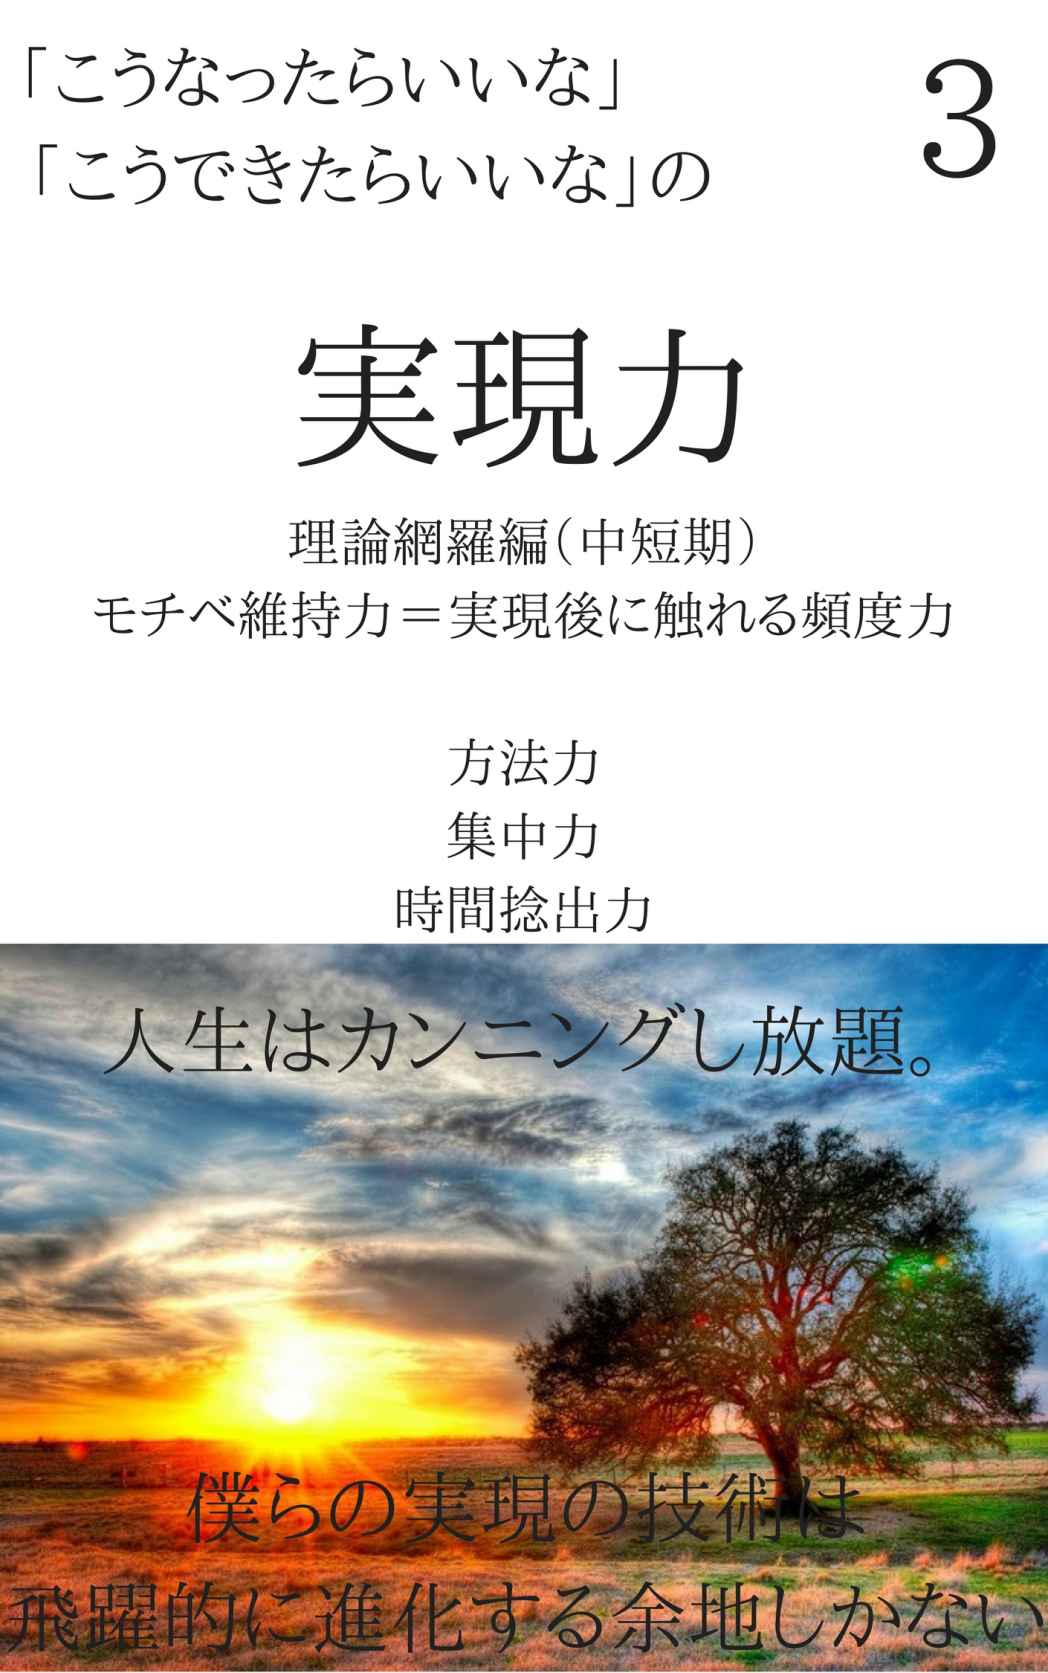 「こうなったらいいな」
「こうできたらいいな」の
3
実現力
理論網羅編(中短期)
モチベ維持力=実現後に触れる頻度力
方法力
集中力
時間捻出力
人生はカンニングし放題。
僕らの実現の技術は
飛躍的に進化する余地しかない